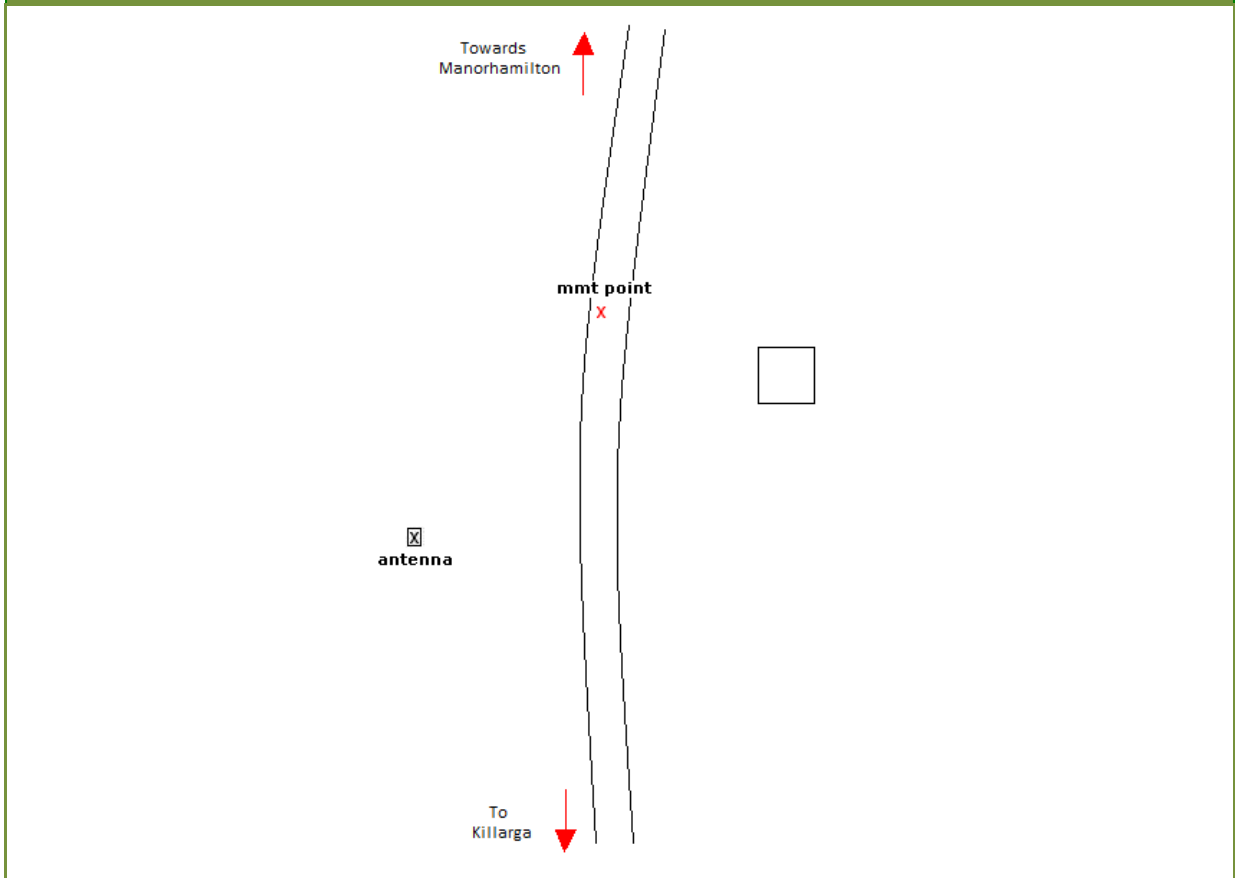 Towards
Manorhamilton
mmt point
X
X
antenna
To
Killarga